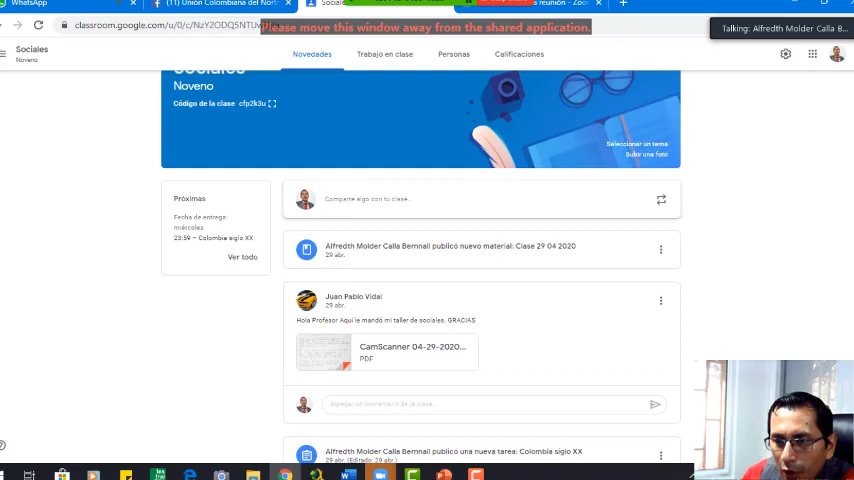 WhatsApp
(11) Unión Colombiana del Nort
Sociales
a reunión - Zo
classroom.google.com/u/0/c/NzY2ODQ5NTUv
Please move this window away from the shared application.
Talking: Alfredth Molder Calla B...
Sociales
Noveno
Novedades
Trabajo en clase
Personas
Calificaciones
Sociales
Noveno
Código de la clase cfp2k3u
Seleccionar un tema
Subir una foto
Próximas
Fecha de entrega:
miércoles
23:59 – Colombia siglo XX
Ver todo
Comparte algo con tu clase..
Alfredth Molder Calla Bernnall publicó nuevo material: Clase 29 04 2020
29 abr.
Juan Pablo Vidal
29 abr.
Hola Profesor Aquí le mandó mi taller de sociales. GRACIAS
CamScanner 04-29-2020...
PDF
Agregar un comentario de la clase..
Alfredth Molder Calla Bernnall publicó una nueva tarea: Colombia siglo XX
29 abr. (Editado: 29 abr.)